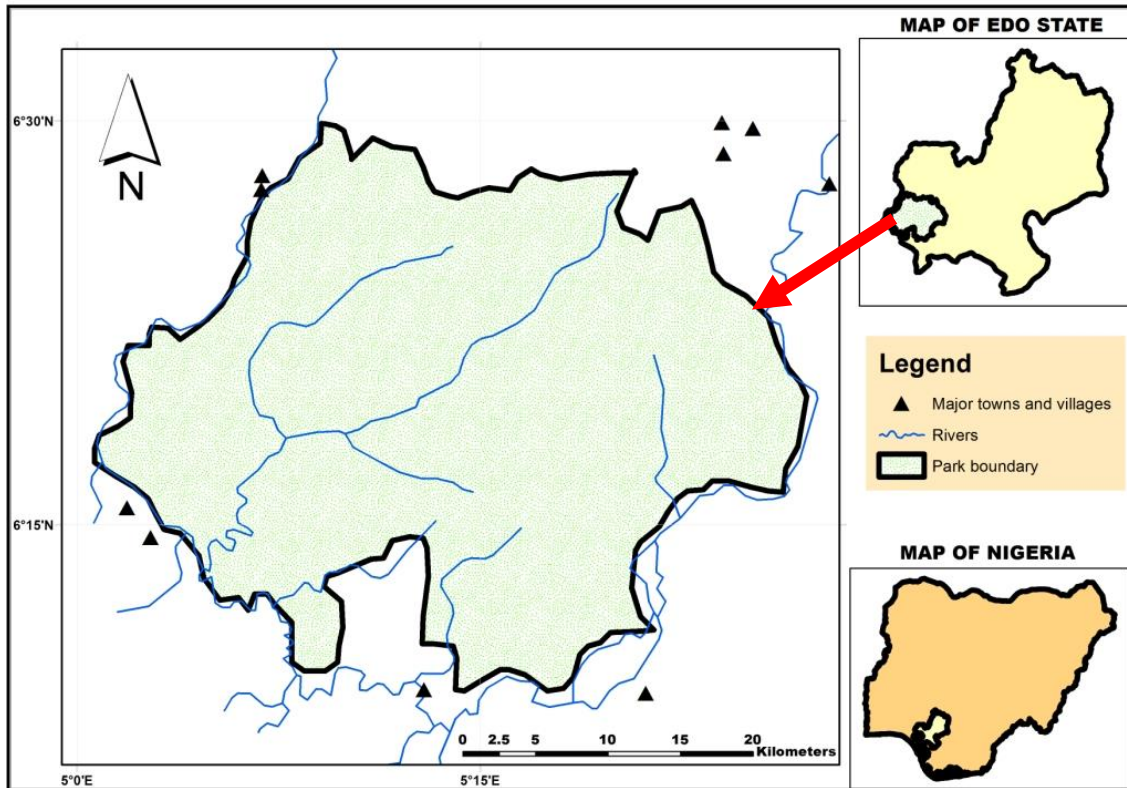 MAP OF EDO STATE
6°30'N
N
Legend
Major towns and villages
Rivers
Park boundary
6°15'N
MAP OF NIGERIA
0 2.5 5 10 15 20
Kilometers
5°0'E
5°15'E